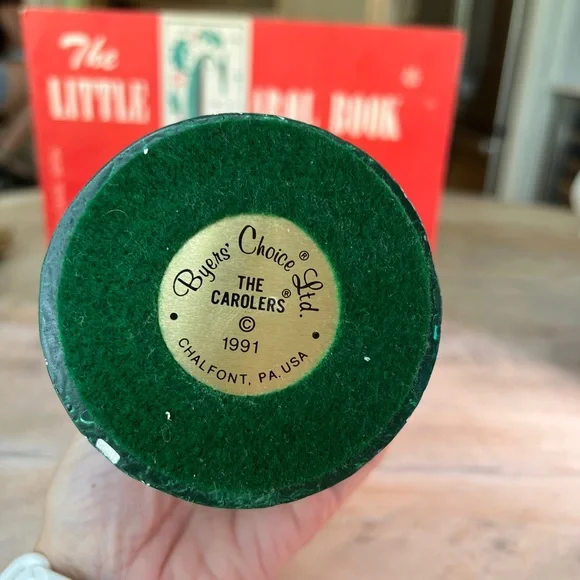 The
LITTLE C
BOOK
Byers' Choice® Ltd.
THE
CAROLERS®
©
1991
• CHALFONT, PA. USA •